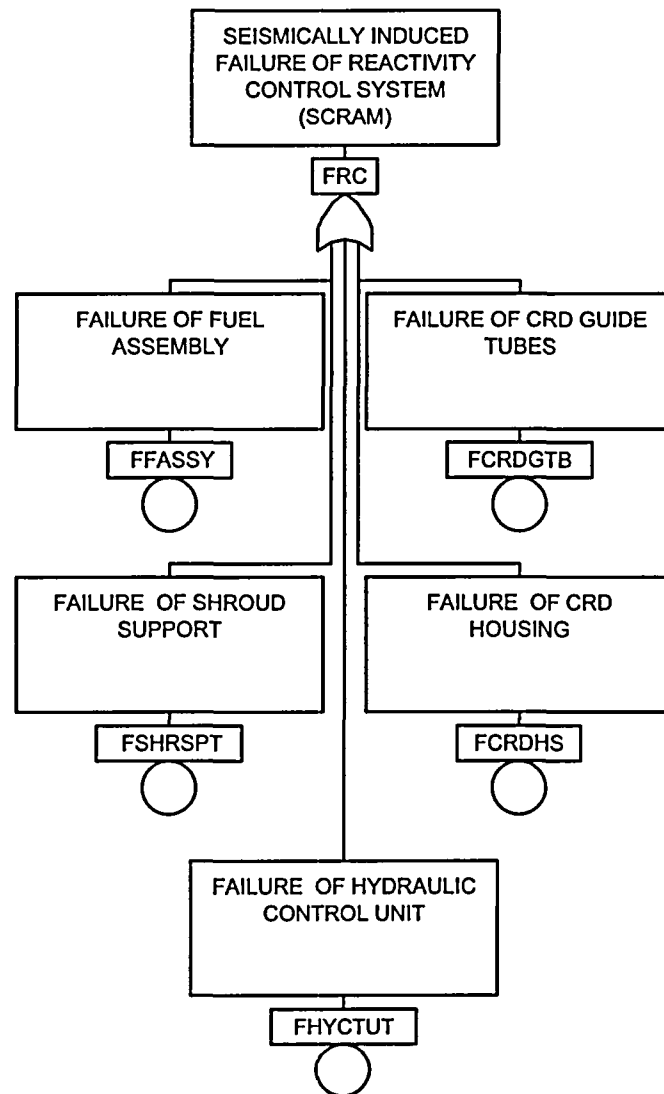 SEISMICALLY INDUCED
FAILURE OF REACTIVITY
CONTROL SYSTEM
(SCRAM)
FRC
FAILURE OF FUEL
ASSEMBLY
FFASSY
FAILURE OF CRD GUIDE
TUBES
FCRDGTB
FAILURE OF SHROUD
SUPPORT
FSHRSPT
FAILURE OF CRD
HOUSING
FCRDHS
FAILURE OF HYDRAULIC
CONTROL UNIT
FHYCTUT